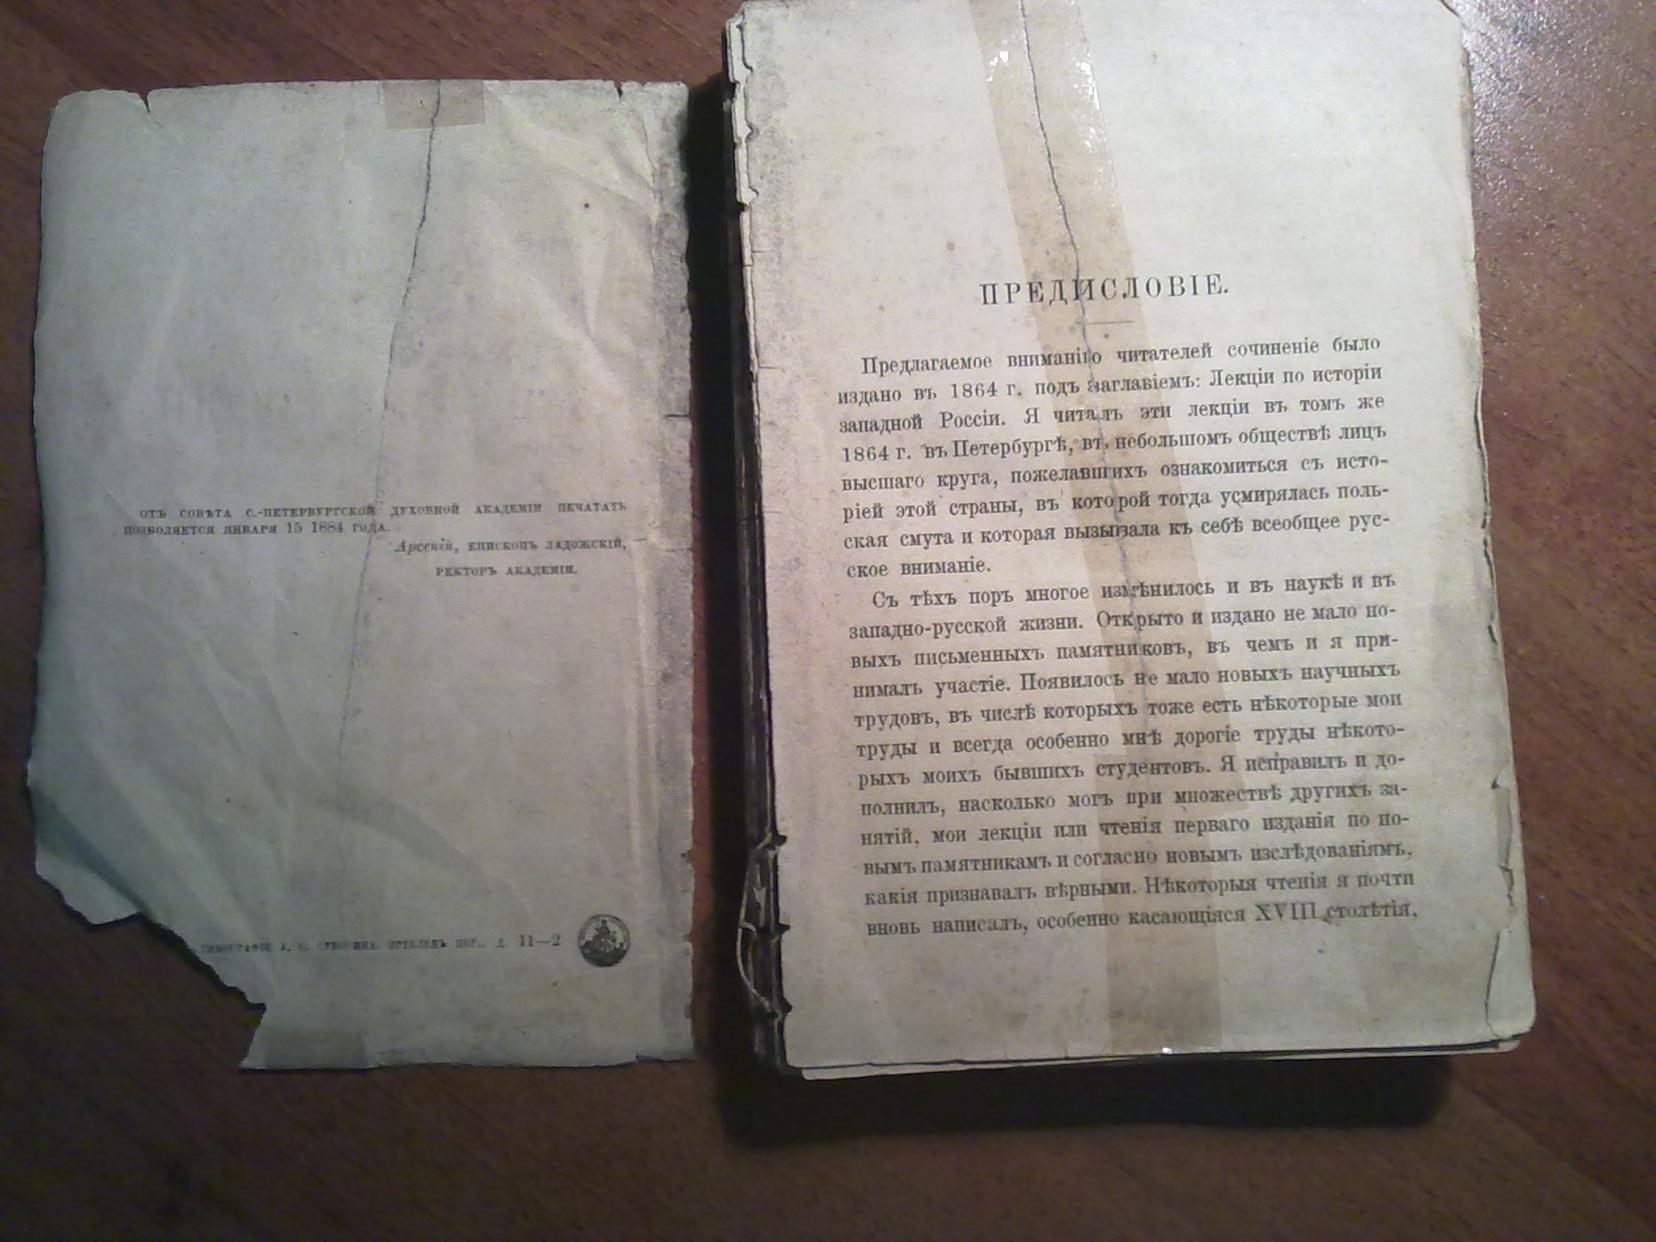 ОТЪ СОВѢТА С.-ПЕТЕРБУРГСКОЙ ДУХОВНОЙ АКАДЕМІИ ПЕЧАТАТЬ
ПОЗВОЛЯЕТСЯ ЯНВАРЯ 15 1884 ГОДА.
Арсеній, ЕПИСКОПЪ ЛАДОЖСКІЙ,
РЕКТОРЪ АКАДЕМІИ.
ТИПОГРАФІЯ А. С. СУВОРИНА. ЭРТЕЛЕВЪ ПЕР., Д. 11—2
ПРЕДИСЛОВІЕ.
Предлагаемое вниманію читателей сочиненіе было
издано въ 1864 г. подъ заглавіемъ: Лекціи по исторіи
западной Россіи. Я читалъ эти лекціи въ томъ же
1864 г. въ Петербургѣ, въ небольшомъ обществѣ лицъ
высшаго круга, пожелавшихъ ознакомиться съ исто-
ріей этой страны, въ которой тогда усмирялась поль-
ская смута и которая вызывала къ себѣ всеобщее рус-
ское вниманіе.
Съ тѣхъ поръ многое измѣнилось и въ наукѣ и въ
западно-русской жизни. Открыто и издано не мало но-
выхъ письменныхъ памятниковъ, въ чемъ и я при-
нималъ участіе. Появилось не мало новыхъ научныхъ
трудовъ, въ числѣ которыхъ тоже есть нѣкоторые мои
труды и всегда особенно мнѣ дорогіе труды нѣкото-
рыхъ моихъ бывшихъ студентовъ. Я исправилъ и до-
полнилъ, насколько могъ при множествѣ другихъ за-
нятій, мои лекціи или чтенія перваго изданія по но-
вымъ памятникамъ и согласно новымъ изслѣдованіямъ,
какія признавалъ вѣрными. Нѣкоторыя чтенія я почти
вновь написалъ, особенно касающіяся XVIII столѣтія,